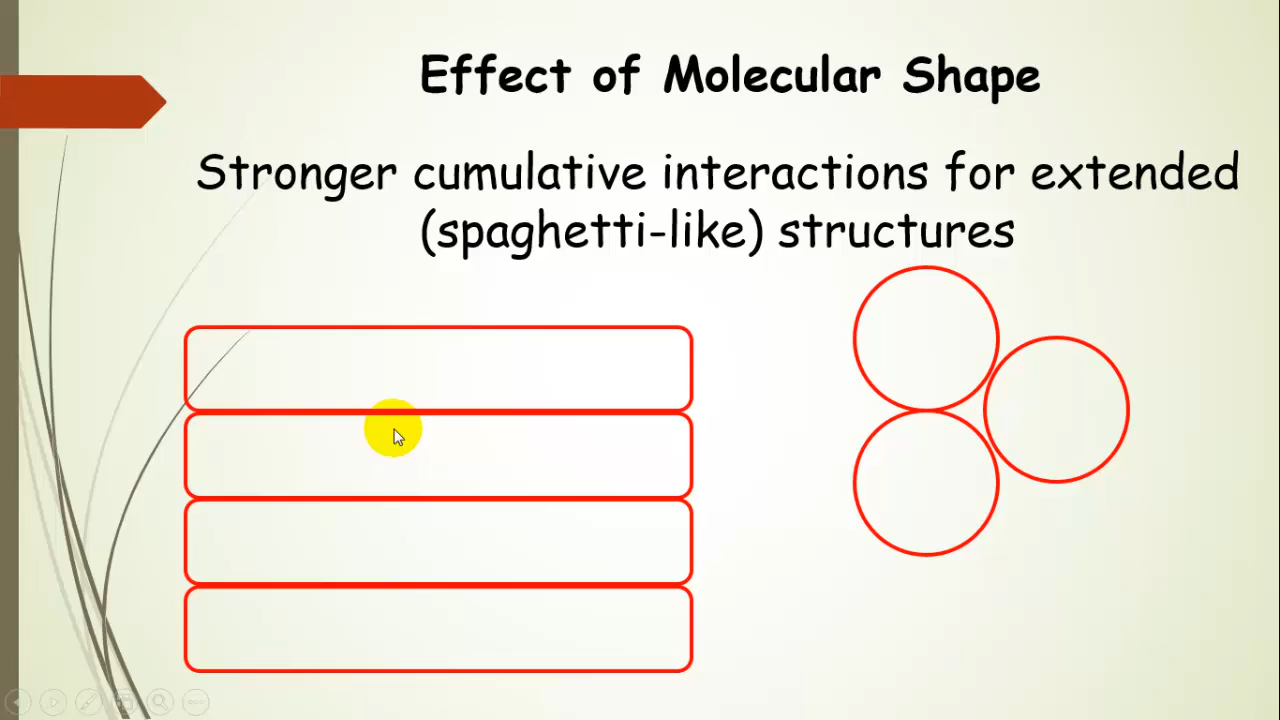 Effect of Molecular Shape
Stronger cumulative interactions for extended
(spaghetti-like) structures